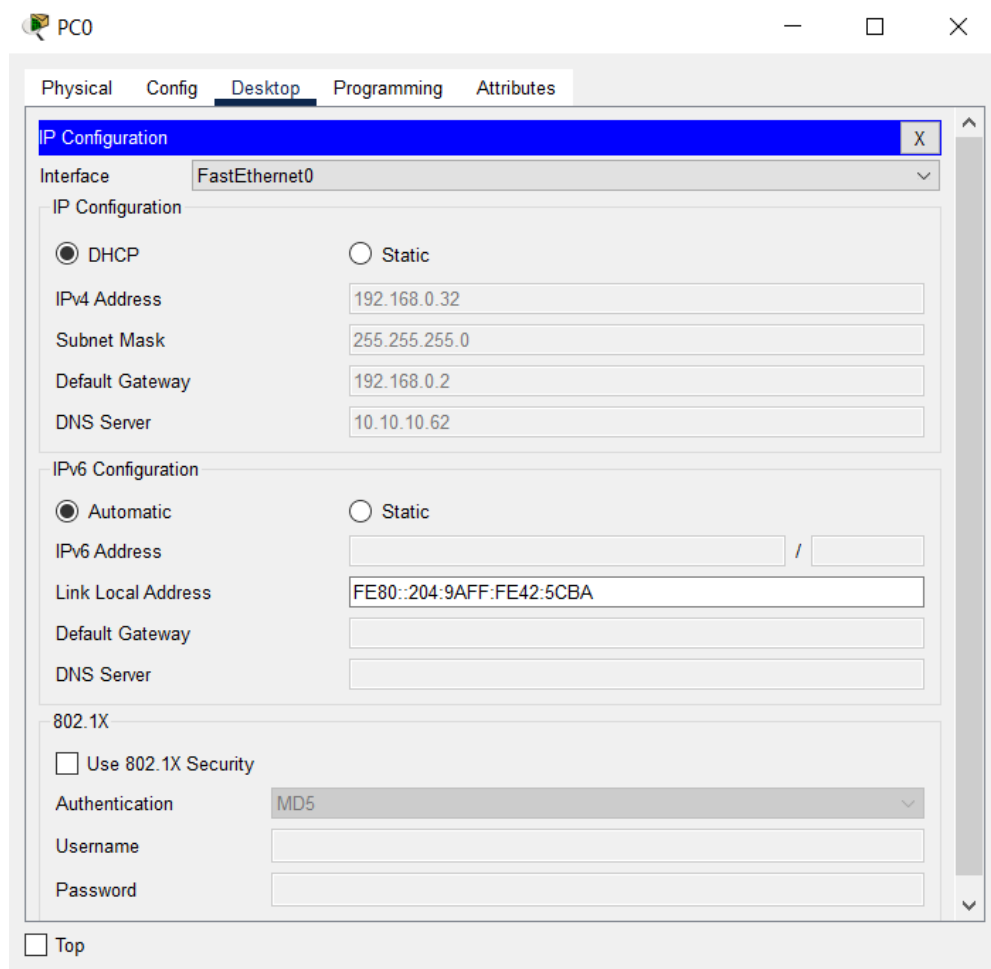 PC0
Physical Config Desktop Programming Attributes
IP Configuration X
Interface FastEthernet0
IP Configuration
DHCP Static
IPv4 Address 192.168.0.32
Subnet Mask 255.255.255.0
Default Gateway 192.168.0.2
DNS Server 10.10.10.62
IPv6 Configuration
Automatic Static
IPv6 Address /
Link Local Address FE80::204:9AFF:FE42:5CBA
Default Gateway
DNS Server
802.1X
Use 802.1X Security
Authentication MD5
Username
Password
Top